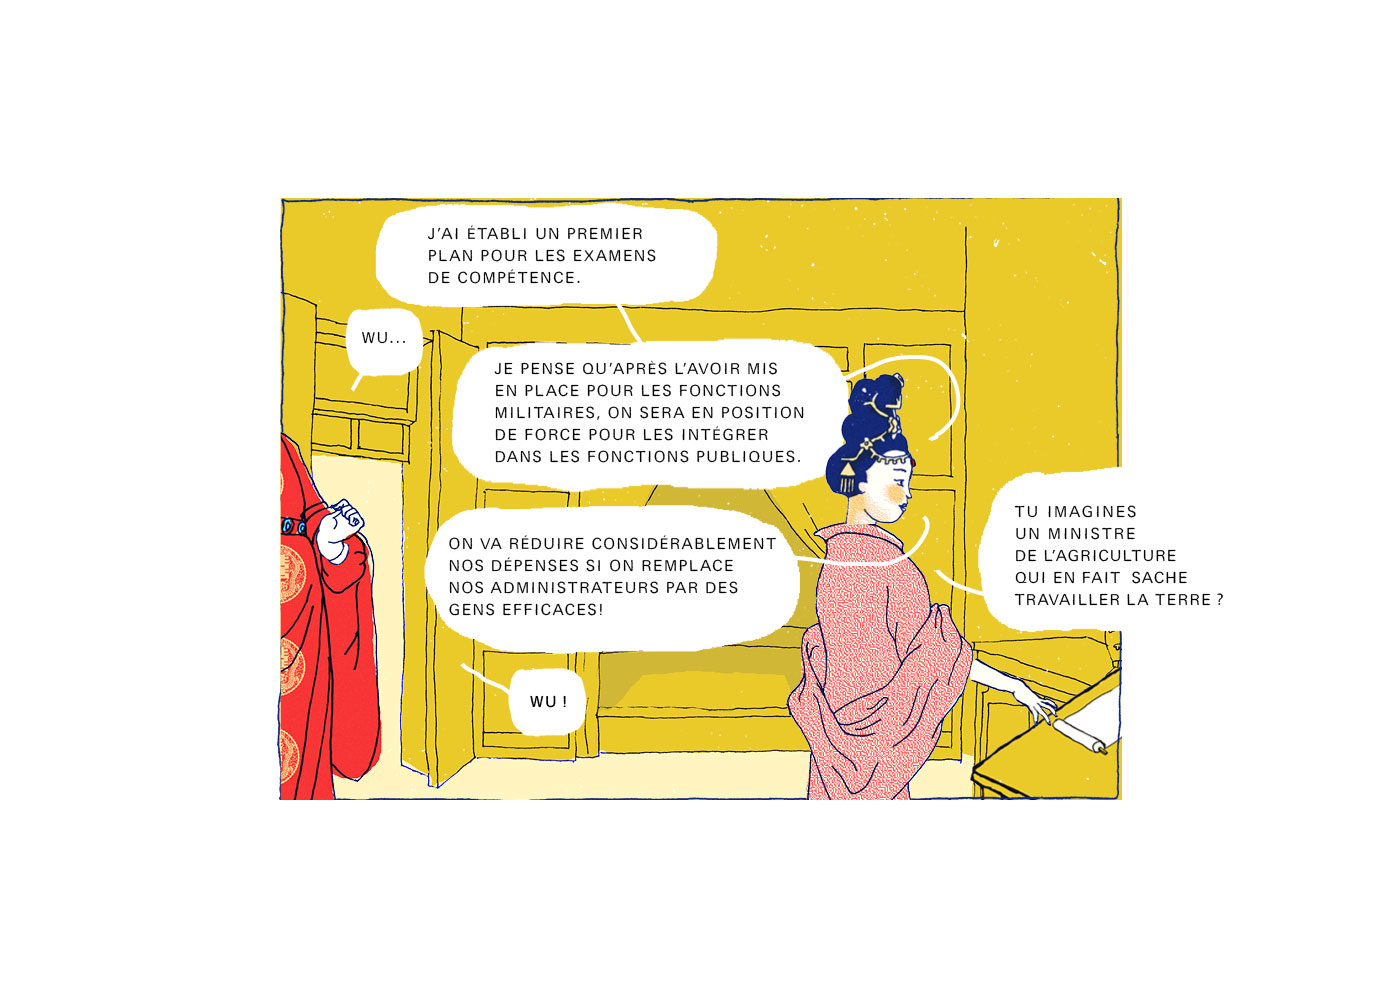 J'AI ÉTABLI UN PREMIER
PLAN POUR LES EXAMENS
DE COMPÉTENCE.
WU...
JE PENSE QU'APRÈS L'AVOIR MIS
EN PLACE POUR LES FONCTIONS
MILITAIRES, ON SERA EN POSITION
DE FORCE POUR LES INTÉGRER
DANS LES FONCTIONS PUBLIQUES.
ON VA RÉDUIRE CONSIDÉRABLEMENT
NOS DÉPENSES SI ON REMPLACE
NOS ADMINISTRATEURS PAR DES
GENS EFFICACES!
TU IMAGINES
UN MINISTRE
DE L'AGRICULTURE
QUI EN FAIT SACHE
TRAVAILLER LA TERRE ?
WU !